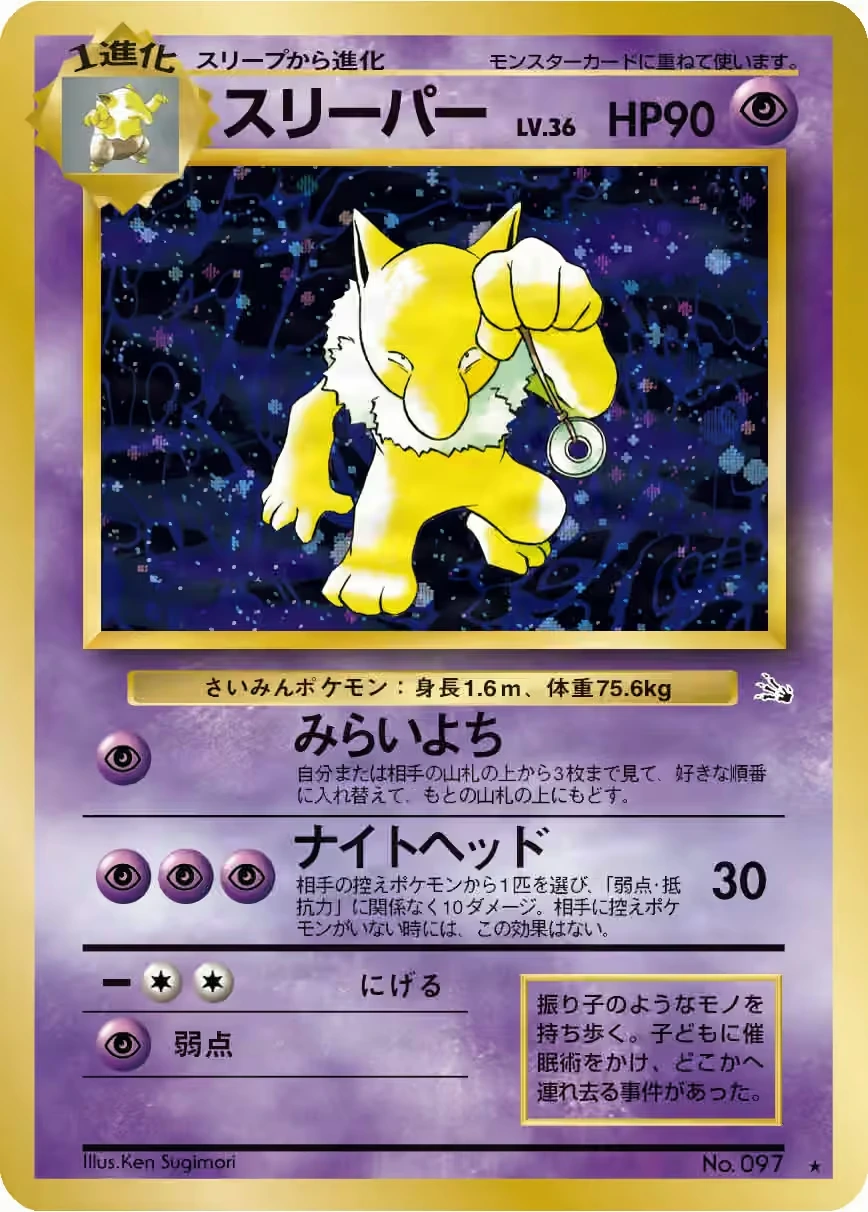 1進化
スリープから進化
モンスターカードに重ねて使います。
スリーパー LV.36 HP90
さいみんポケモン：身長1.6m、体重75.6kg
みらいよち
自分または相手の山札の上から3枚まで見て、好きな順番
に入れ替えて、もとの山札の上にもどす。
ナイトヘッド
30
相手の控えポケモンから1匹を選び、「弱点・抵
抗力」に関係なく10ダメージ。相手に控えポケ
モンがいない時には、この効果はない。
ー にげる
弱点
振り子のようなモノを
持ち歩く。子どもに催
眠術をかけ、どこかへ
連れ去る事件があった。
Illus.Ken Sugimori
No.097 ★